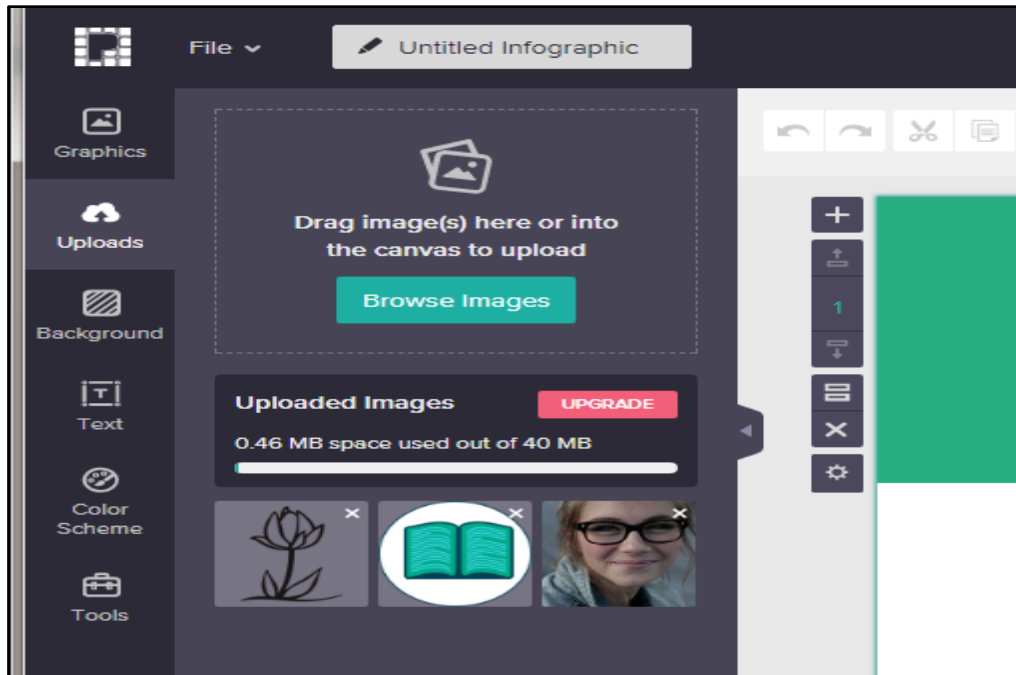 File
Untitled Infographic
Graphics
Uploads
Background
Text
Color
Scheme
Tools
Drag image(s) here or into
the canvas to upload
Browse Images
Uploaded Images
UPGRADE
0.46 MB space used out of 40 MB
1